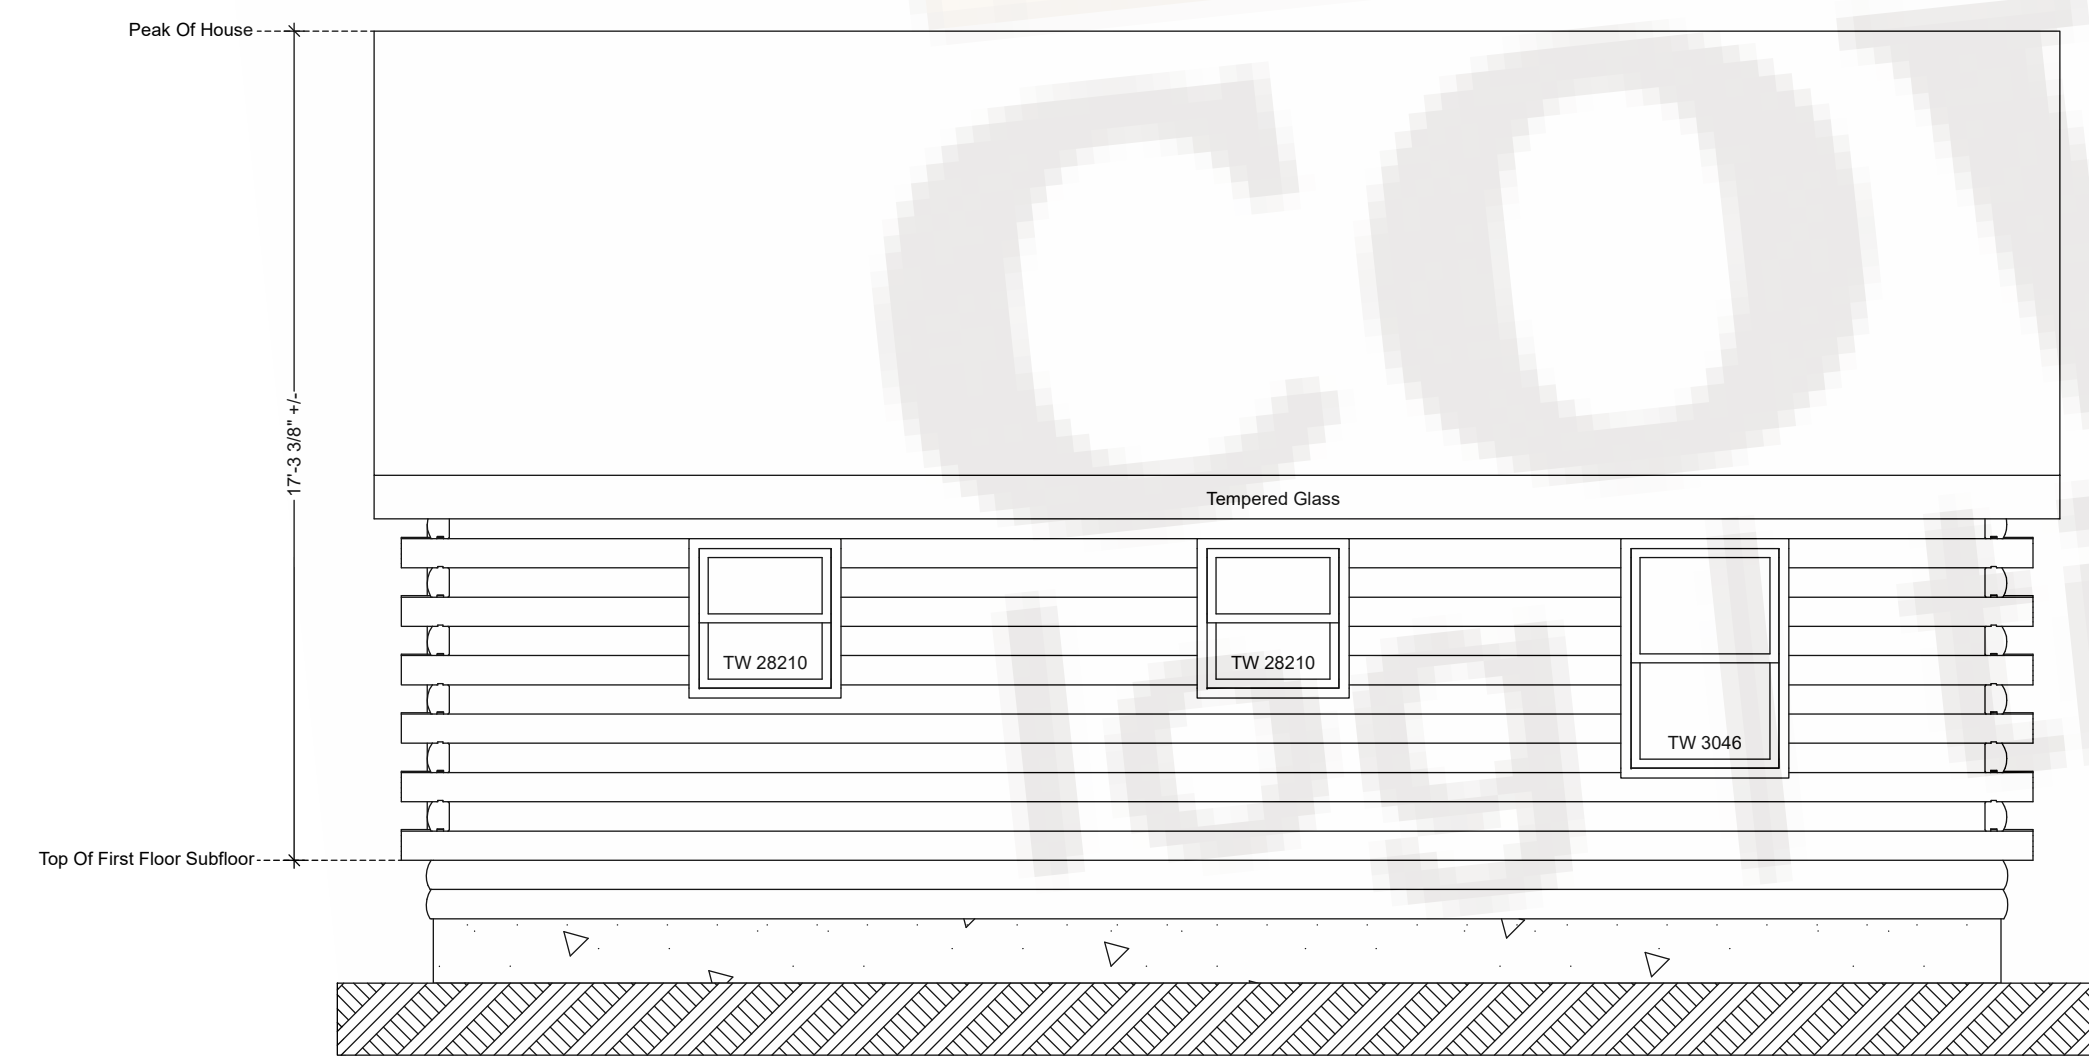 Peak Of House
17'-3 3/8" +/-
Tempered Glass
TW 28210
TW 28210
TW 3046
Top Of First Floor Subfloor